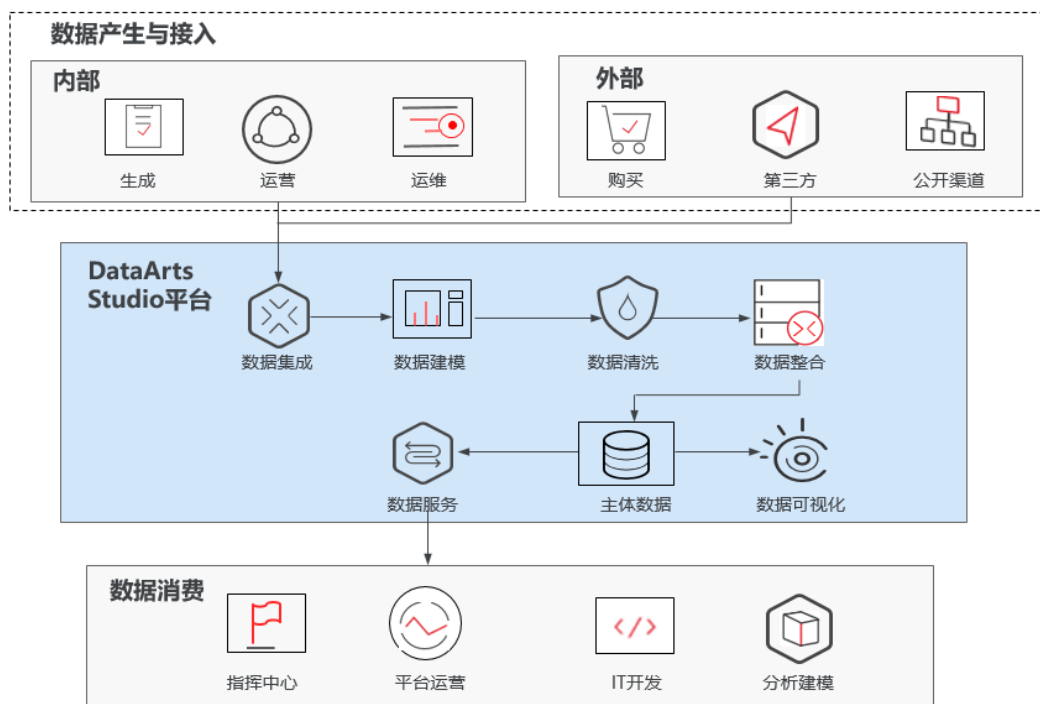 数据产生与接入
内部
外部
生成
运营
运维
购买
第三方
公开渠道
DataArts
Studio平台
数据集成
数据建模
数据清洗
数据整合
数据服务
主体数据
数据可视化
数据消费
指挥中心
平台运营
IT开发
分析建模